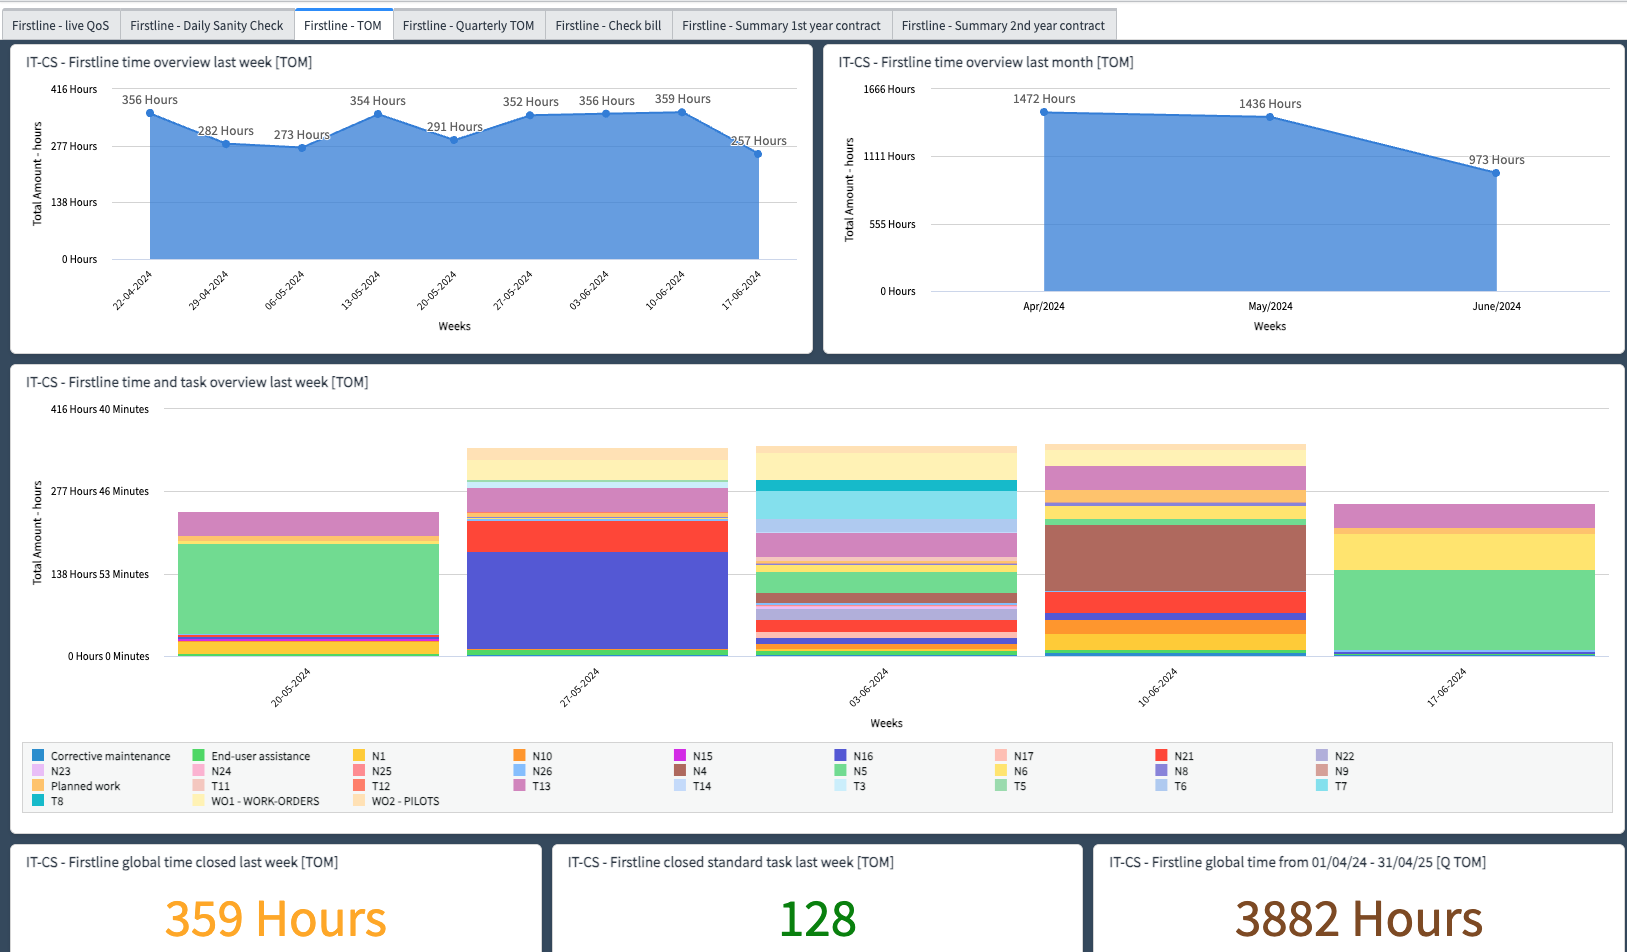 Firstline - live QoS
Firstline - Daily Sanity Check
Firstline - TOM
Firstline - Quarterly TOM
Firstline - Check bill
Firstline - Summary 1st year contract
Firstline - Summary 2nd year contract
IT-CS - Firstline time overview last week [TOM]
Total Amount - hours
416 Hours
277 Hours
138 Hours
0 Hours
356 Hours
282 Hours
273 Hours
354 Hours
291 Hours
352 Hours
356 Hours
359 Hours
257 Hours
22-04-2024
29-04-2024
06-05-2024
13-05-2024
20-05-2024
27-05-2024
03-06-2024
10-06-2024
17-06-2024
Weeks
IT-CS - Firstline time overview last month [TOM]
Total Amount - hours
1666 Hours
1111 Hours
555 Hours
0 Hours
1472 Hours
1436 Hours
973 Hours
Apr/2024
May/2024
June/2024
Weeks
IT-CS - Firstline time and task overview last week [TOM]
Total Amount - hours
416 Hours 40 Minutes
277 Hours 46 Minutes
138 Hours 53 Minutes
0 Hours 0 Minutes
20-05-2024
27-05-2024
03-06-2024
10-06-2024
17-06-2024
Weeks
Corrective maintenance End-user assistance N1 N10 N15 N16 N17 N21 N22
N23 N24 N25 N26 N4 N5 N6 N8 N9
Planned work T11 T12 T13 T14 T3 T5 T6 T7
T8 WO1 - WORK-ORDERS WO2 - PILOTS
IT-CS - Firstline global time closed last week [TOM]
359 Hours
IT-CS - Firstline closed standard task last week [TOM]
128
IT-CS - Firstline global time from 01/04/24 - 31/04/25 [Q TOM]
3882 Hours